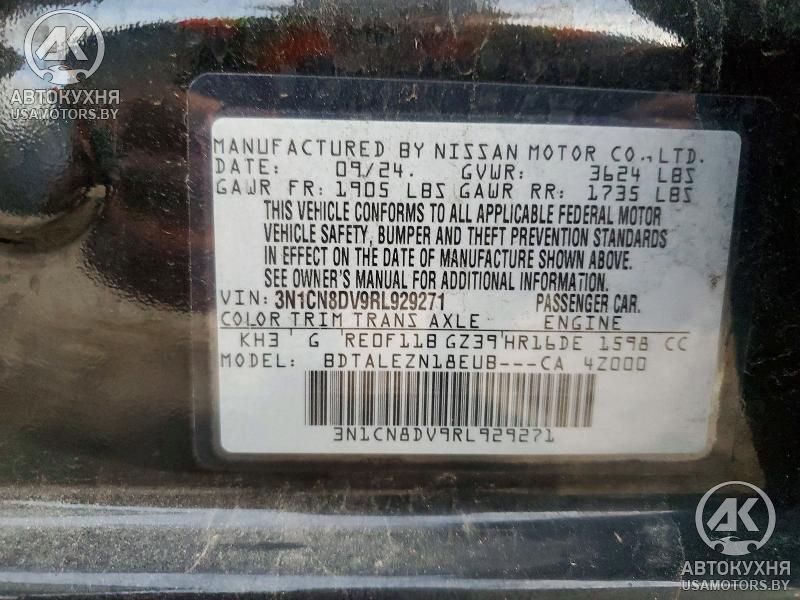 AK
АВТОКУХНЯ
USAMOTORS.BY
MANUFACTURED BY NISSAN MOTOR CO., LTD.
DATE: 09/24. GVWR: 3624 LBS
GAWR FR: 1905 LBS GAWR RR: 1735 LBS
THIS VEHICLE CONFORMS TO ALL APPLICABLE FEDERAL MOTOR
VEHICLE SAFETY, BUMPER AND THEFT PREVENTION STANDARDS
IN EFFECT ON THE DATE OF MANUFACTURE SHOWN ABOVE.
SEE OWNER'S MANUAL FOR ADDITIONAL INFORMATION.
VIN: 3N1CN8DV9RL929271 PASSENGER CAR.
COLOR TRIM TRANS AXLE ENGINE
KH3 G RE0F11B GZ39 HR16DE 1598 CC
MODEL: BDTALEZN18EUB---CA 4Z000
3N1CN8DV9RL929271
AK
АВТОКУХНЯ
USAMOTORS.BY